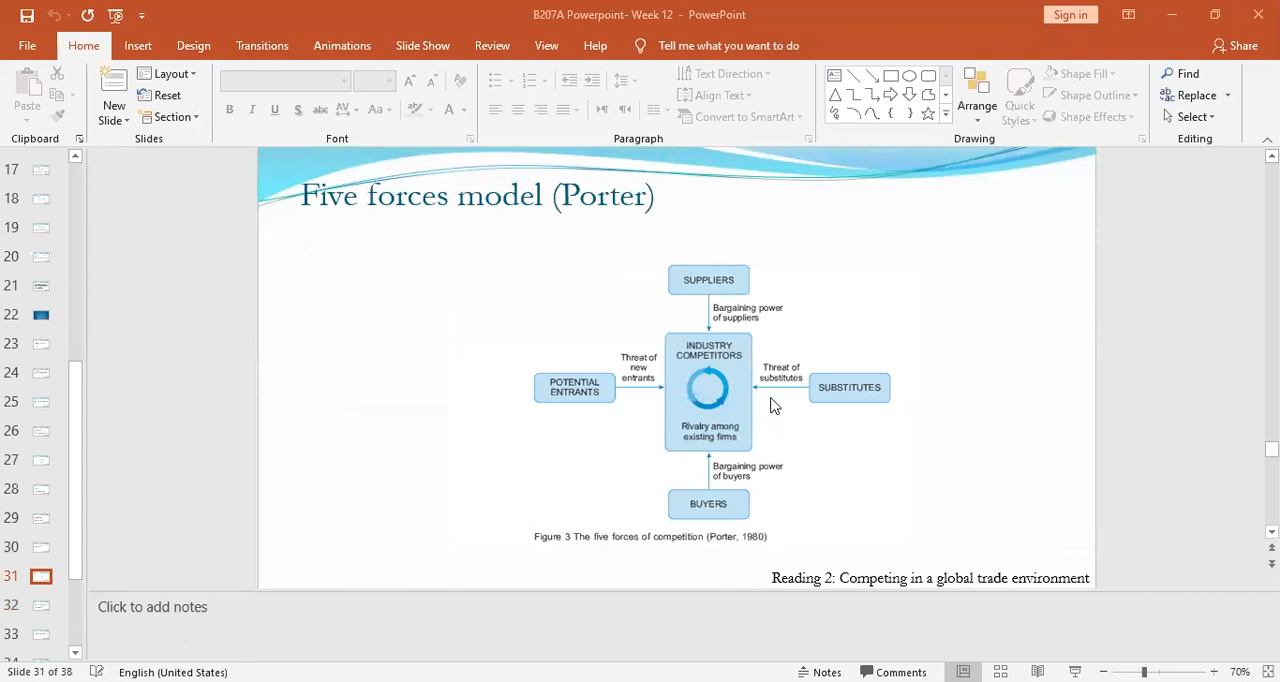 B207A Powerpoint- Week 12 - PowerPoint
Sign in
File Home Insert Design Transitions Animations Slide Show Review View Help Tell me what you want to do Share
Paste
Clipboard
New Slide
Layout
Reset
Section
Slides
B I U S abc AV Aa A
Font
Text Direction
Align Text
Convert to SmartArt
Paragraph
Arrange
Quick Styles
Shape Fill
Shape Outline
Shape Effects
Drawing
Find
Replace
Select
Editing
17
18
19
20
21
22
23
24
25
26
27
28
29
30
31
32
33
Five forces model (Porter)
SUPPLIERS
Bargaining power
of suppliers
INDUSTRY
COMPETITORS
Threat of
new
entrants
POTENTIAL
ENTRANTS
Threat of
substitutes
SUBSTITUTES
Rivalry among
existing firms
Bargaining power
of buyers
BUYERS
Figure 3 The five forces of competition (Porter, 1980)
Reading 2: Competing in a global trade environment
Click to add notes
Slide 31 of 38 English (United States) Notes Comments 70%